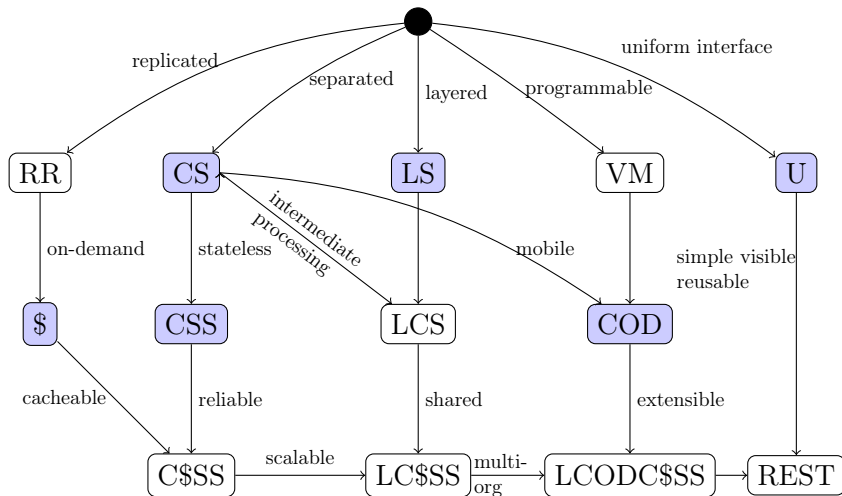 replicated
separated
layered
programmable
uniform interface
RR
CS
LS
VM
U
on-demand
stateless
intermediate
processing
mobile
simple visible
reusable
$
CSS
LCS
COD
cacheable
reliable
shared
extensible
C$SS
scalable
LC$SS
multi-
org
LCODC$SS
REST